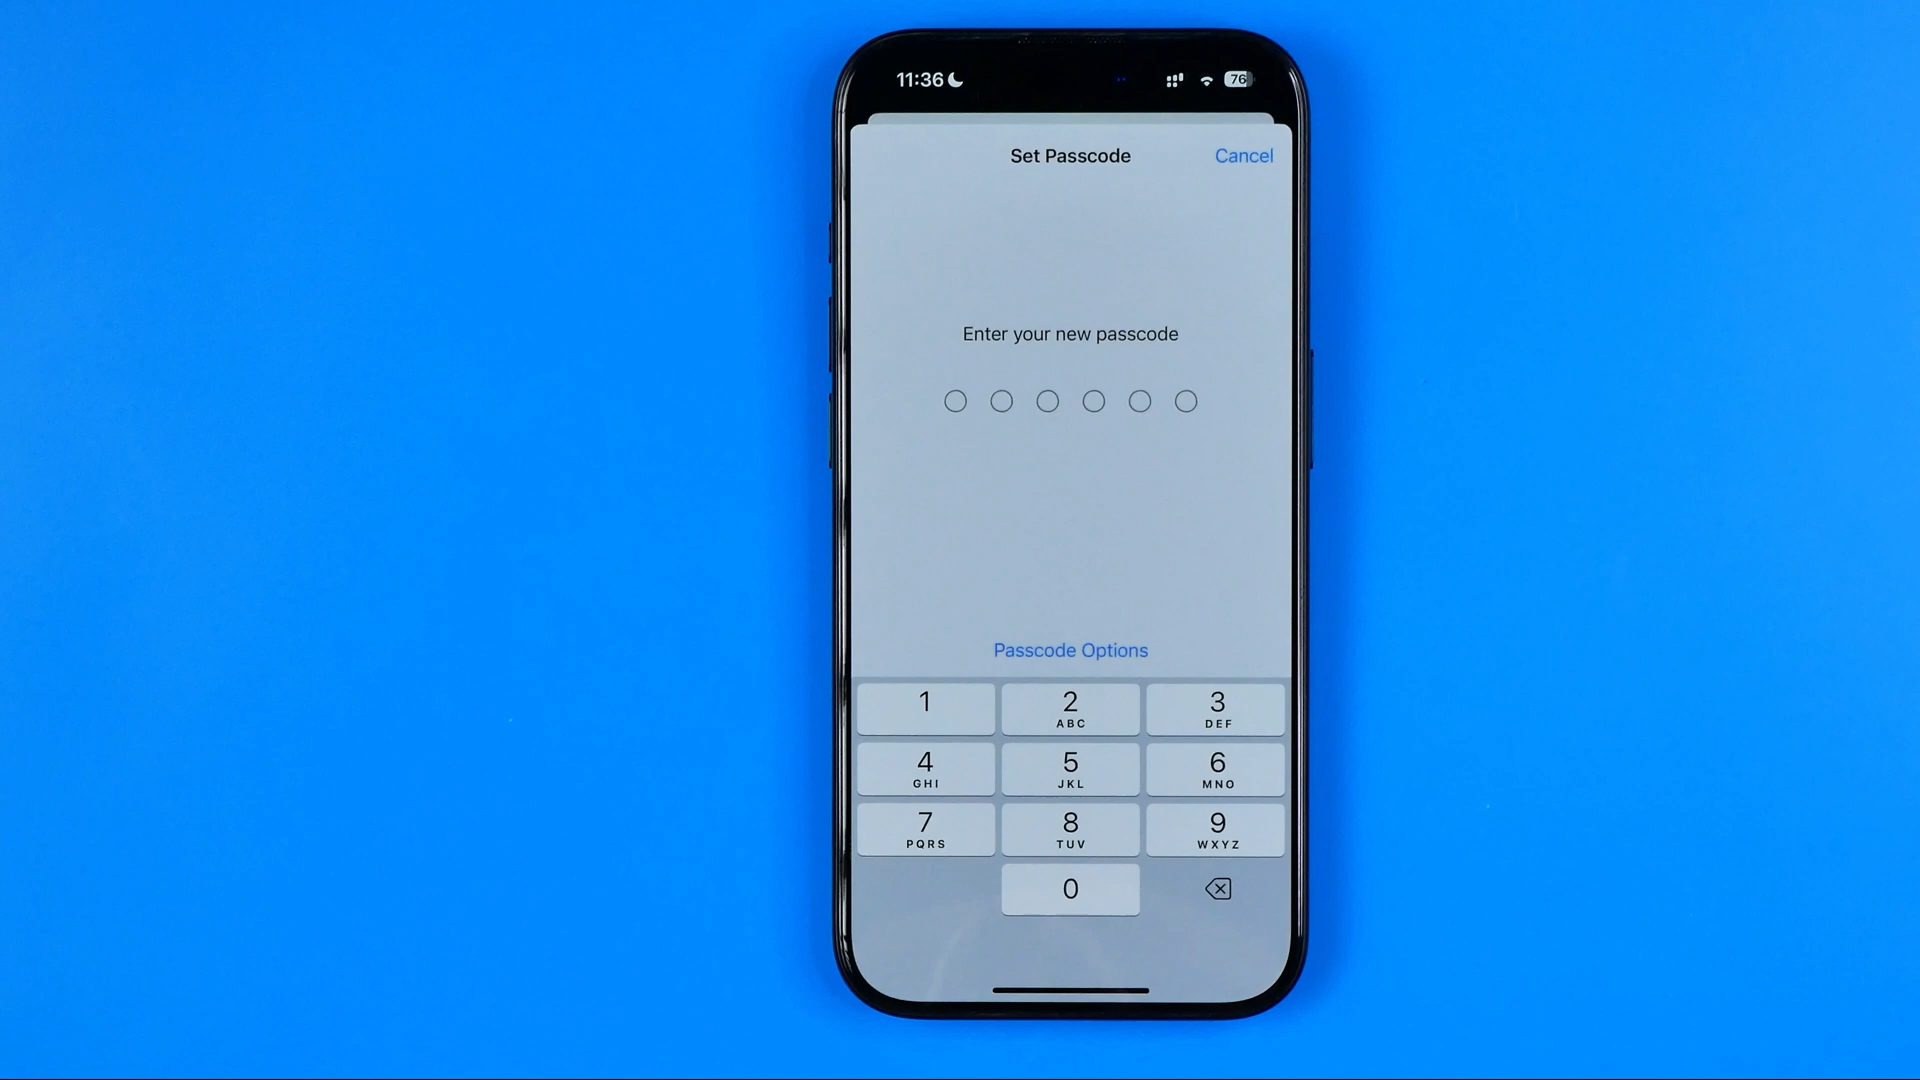 11:36
76
Set Passcode
Cancel
Enter your new passcode
Passcode Options
1
2
3
ABC
DEF
4
5
6
GHI
JKL
MNO
7
8
9
PQRS
TUV
WXYZ
0